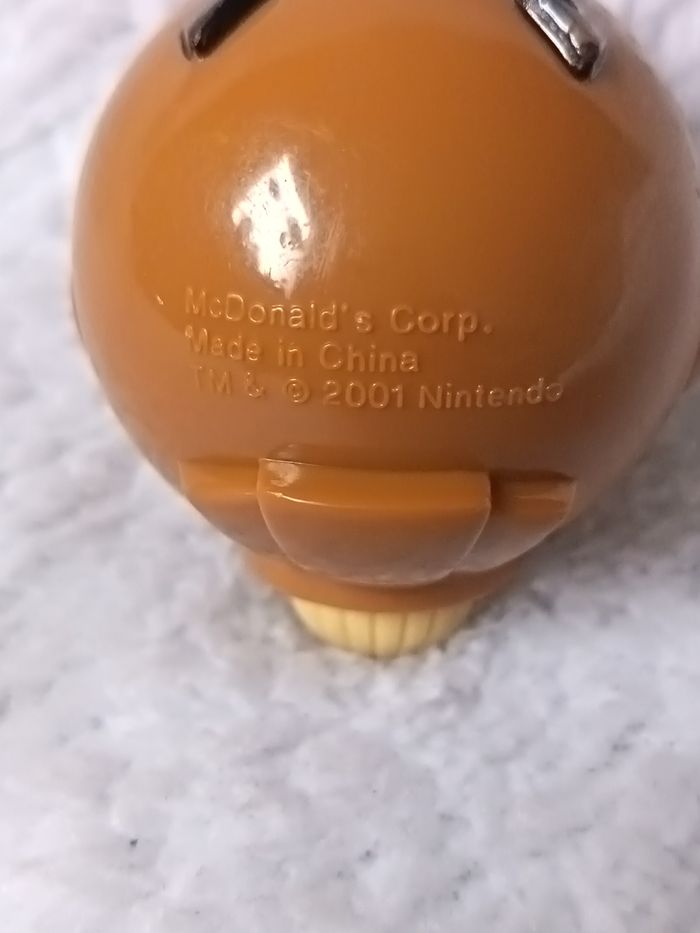 McDonald's Corp.
Made in China
TM & © 2001 Nintendo